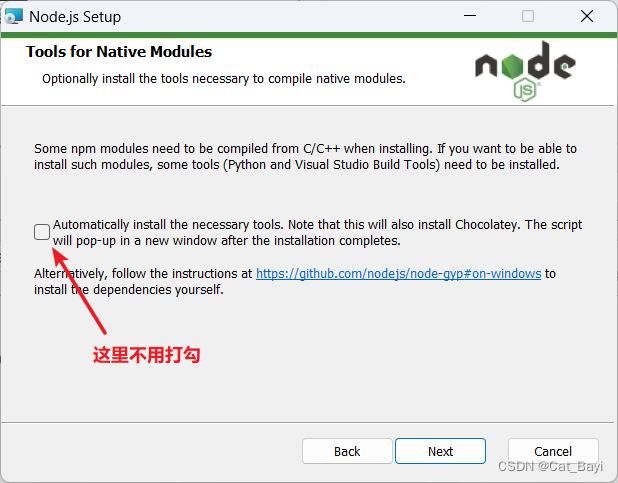 Node.js Setup
Tools for Native Modules
Optionally install the tools necessary to compile native modules.
node
JS
Some npm modules need to be compiled from C/C++ when installing. If you want to be able to
install such modules, some tools (Python and Visual Studio Build Tools) need to be installed.
Automatically install the necessary tools. Note that this will also install Chocolatey. The script
will pop-up in a new window after the installation completes.
Alternatively, follow the instructions at https://github.com/nodejs/node-gyp#on-windows to
install the dependencies yourself.
这里不用打勾
Back
Next
Cancel
CSDN @Cat_Bayi